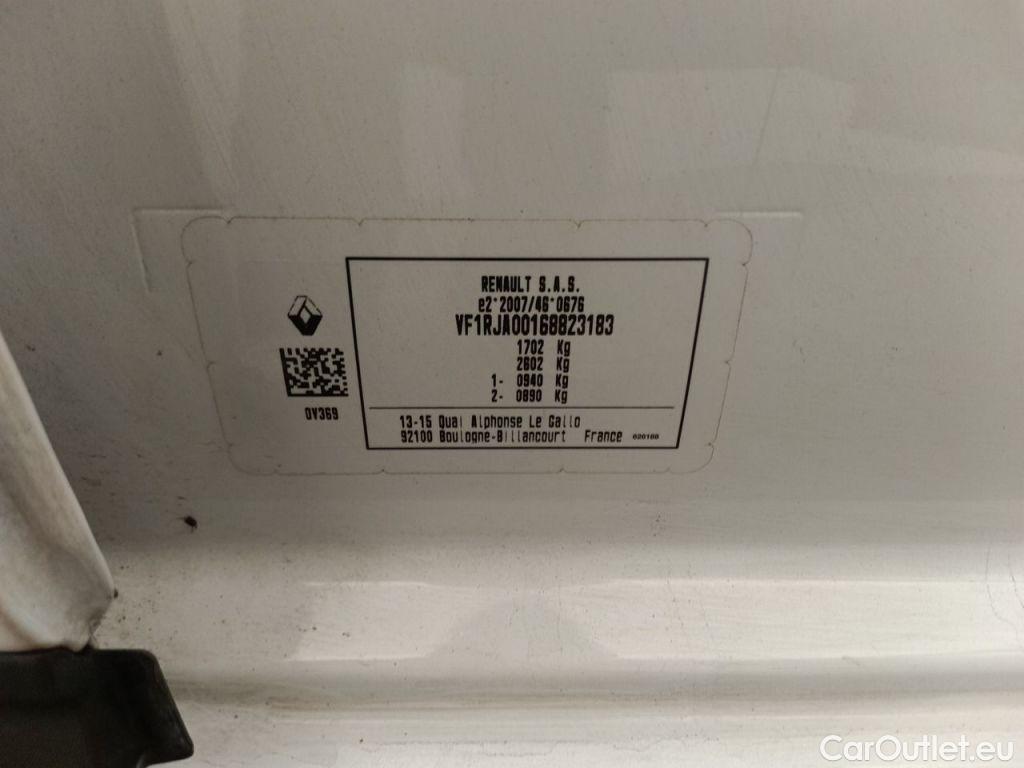 RENAULT S.A.S.
e2*2007/46*0676
VF1RJA00168823183
1702 Kg
2602 Kg
1- 0940 Kg
2- 0890 Kg
0V369
13-15 Quai Alphonse Le Gallo
92100 Boulogne-Billancourt France
CarOutlet.eu